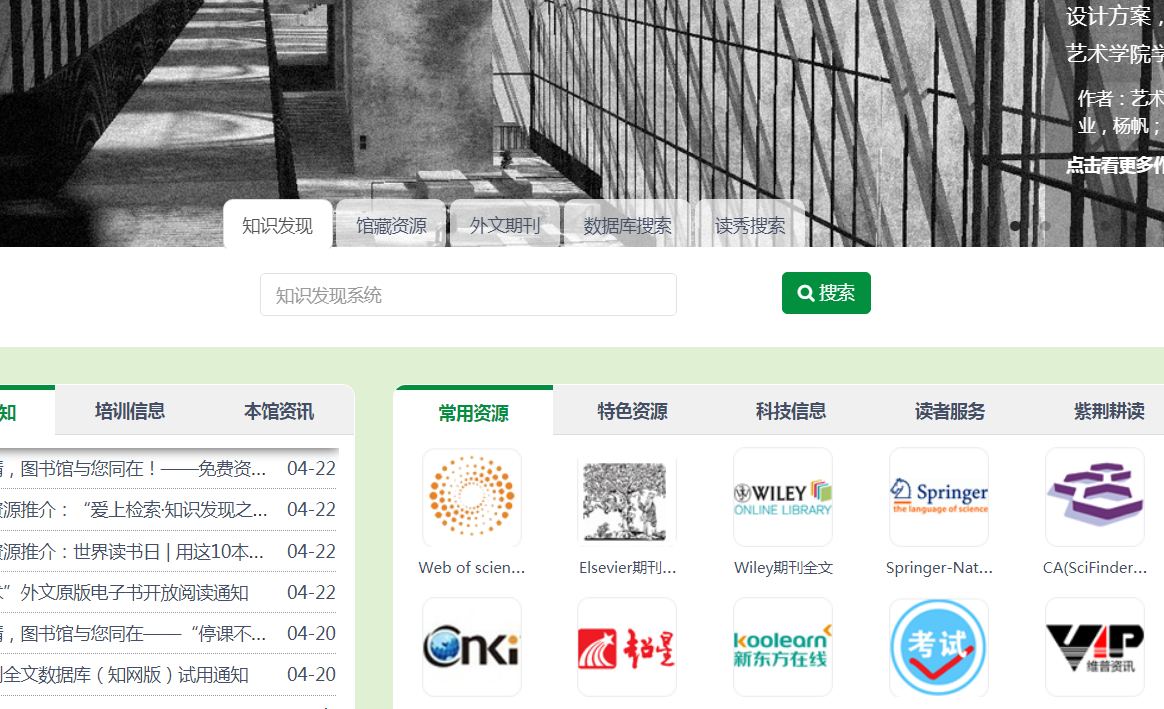 设计方案，
艺术学院学
作者：艺术
业，杨帆；
点击看更多作
知识发现
馆藏资源
外文期刊
数据库搜索
读秀搜索
知识发现系统
搜索
知
培训信息
本馆资讯
，图书馆与您同在！——免费资... 04-22
资源推介：“爱上检索·知识发现之... 04-22
资源推介：世界读书日 | 用这10本... 04-22
”外文原版电子书开放阅读通知 04-22
，图书馆与您同在——“停课不... 04-20
全文数据库（知网版）试用通知 04-20
常用资源
特色资源
科技信息
读者服务
紫荆耕读
WILEY
ONLINE LIBRARY
Springer
the language of science
Web of scien...
Elsevier期刊...
Wiley期刊全文
Springer-Nat...
CA(SciFinder...
Cnki
超星
koolearn
新东方在线
考试
VIP
维普资讯